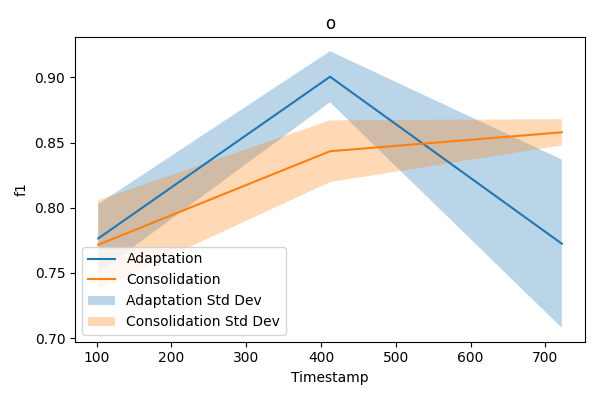 o
f1
0.90
0.85
0.80
0.75
0.70
Adaptation
Consolidation
Adaptation Std Dev
Consolidation Std Dev
100 200 300 400 500 600 700
Timestamp